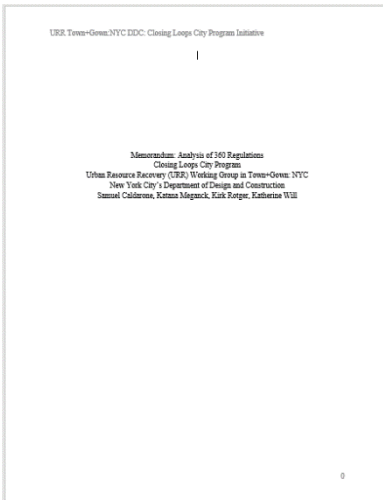 URR Town+Gown:NYC DDC: Closing Loops City Program Initiative
Memorandum: Analysis of 360 Regulations
Closing Loops City Program
Urban Resource Recovery (URR) Working Group in Town+Gown: NYC
New York City's Department of Design and Construction
Samuel Caldarone, Katana Meganck, Kirk Rotger, Katherine Will
0